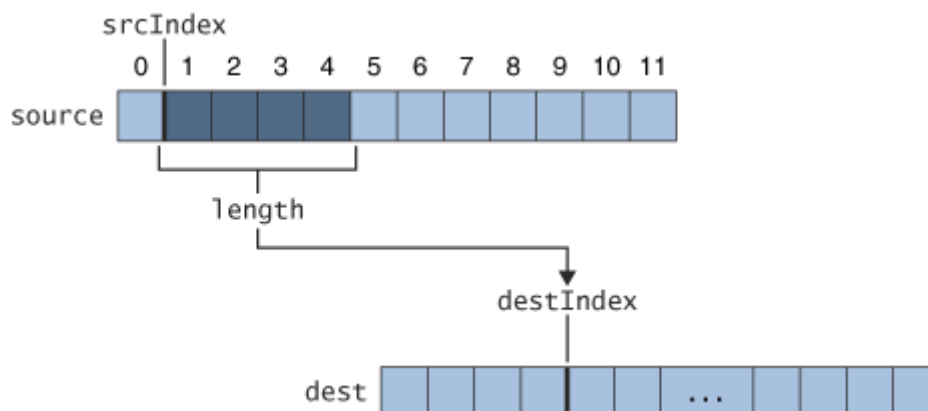 srcIndex
0 1 2 3 4 5 6 7 8 9 10 11
source
length
destIndex
dest ...